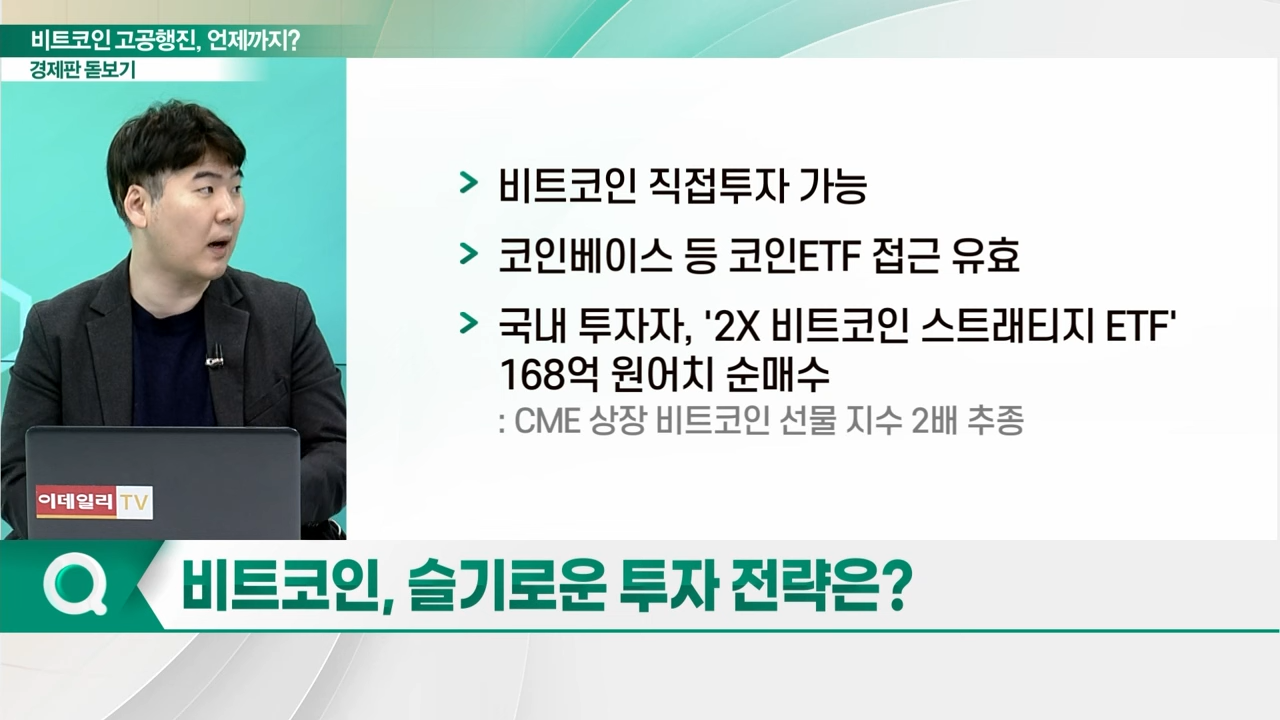 비트코인 고공행진, 언제까지?
경제판 돋보기
> 비트코인 직접투자 가능
> 코인베이스 등 코인ETF 접근 유효
> 국내 투자자, '2X 비트코인 스트래티지 ETF'
168억 원어치 순매수
: CME 상장 비트코인 선물 지수 2배 추종
이데일리 TV
비트코인, 슬기로운 투자 전략은?